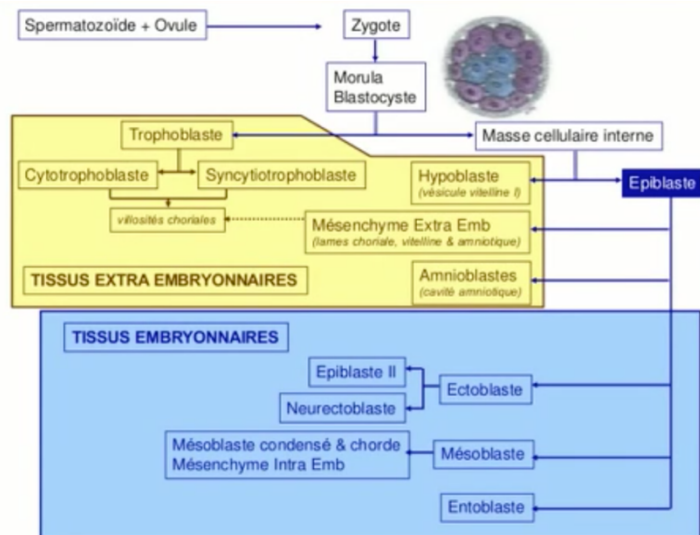 Spermatozoïde + Ovule
Zygote
Morula
Blastocyste
Trophoblaste
Masse cellulaire interne
Cytotrophoblaste
Syncytiotrophoblaste
Hypoblaste
(vésicule vitelline I)
Epiblaste
villosités choriales
Mésenchyme Extra Emb
(lames choriale, vitelline & amniotique)
TISSUS EXTRA EMBRYONNAIRES
Amnioblastes
(cavité amniotique)
TISSUS EMBRYONNAIRES
Epiblaste II
Ectoblaste
Neurectoblaste
Mésoblaste condensé & chorde
Mésenchyme Intra Emb
Mésoblaste
Entoblaste